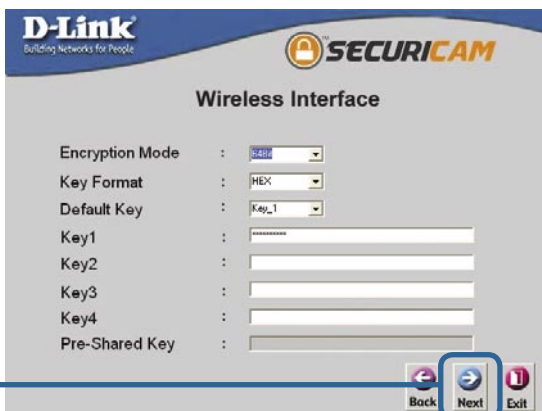 D-Link
Building Networks for People
SECURICAM
Wireless Interface
Encryption Mode : 64Bit
Key Format : HEX
Default Key : Key_1
Key1 : **********
Key2 :
Key3 :
Key4 :
Pre-Shared Key :
Back Next Exit